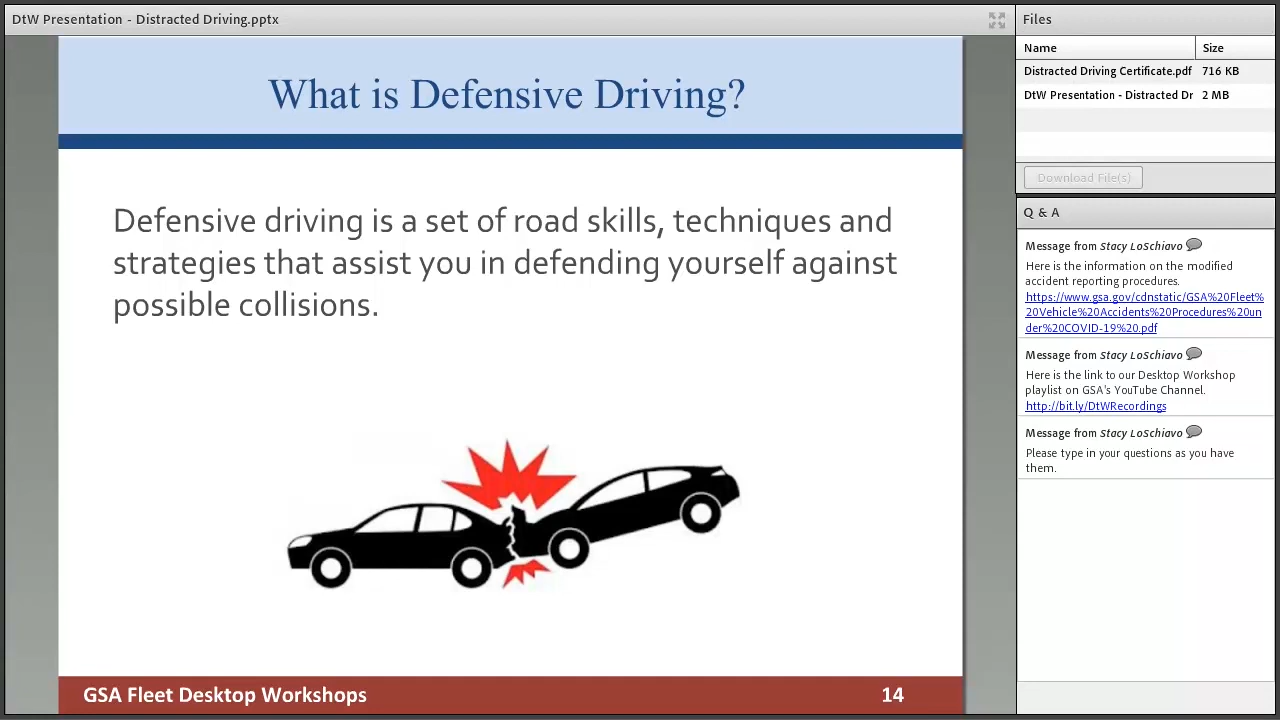 DtW Presentation - Distracted Driving.pptx
What is Defensive Driving?
Defensive driving is a set of road skills, techniques and
strategies that assist you in defending yourself against
possible collisions.
GSA Fleet Desktop Workshops
14
Files
Name Size
Distracted Driving Certificate.pdf 716 KB
DtW Presentation - Distracted Dr 2 MB
Download File(s)
Q & A
Message from Stacy LoSchiavo
Here is the information on the modified
accident reporting procedures.
https://www.gsa.gov/cdnstatic/GSA%20Fleet%
20Vehicle%20Accidents%20Procedures%20un
der%20COVID-19%20.pdf
Message from Stacy LoSchiavo
Here is the link to our Desktop Workshop
playlist on GSA's YouTube Channel.
http://bit.ly/DtWRecordings
Message from Stacy LoSchiavo
Please type in your questions as you have
them.